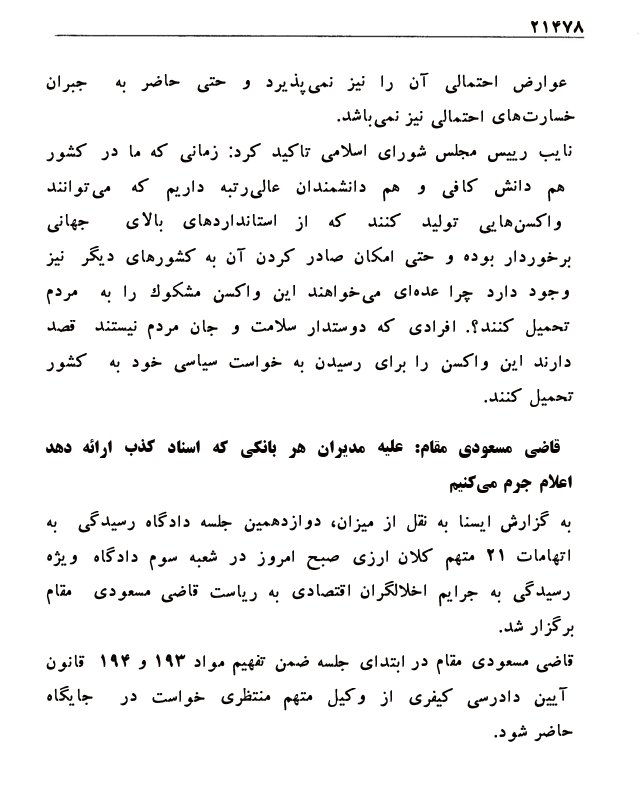 ۲۱۴۷۸
عوارض احتمالی آن را نیز نمی‌پذیرد و حتی حاضر به جبران
خسارت‌های احتمالی نیز نمی‌باشد.
نایب رییس مجلس شورای اسلامی تاکید کرد: زمانی که ما در کشور
هم دانش کافی و هم دانشمندان عالی‌رتبه داریم که می‌توانند
واکسن‌هایی تولید کنند که از استانداردهای بالای جهانی
برخوردار بوده و حتی امکان صادر کردن آن به کشورهای دیگر نیز
وجود دارد چرا عده‌ای می‌خواهند این واکسن مشکوک را به مردم
تحمیل کنند؟. افرادی که دوستدار سلامت و جان مردم نیستند قصد
دارند این واکسن را برای رسیدن به خواست سیاسی خود به کشور
تحمیل کنند.
قاضی مسعودی مقام: علیه مدیران هر بانکی که اسناد کذب ارائه دهد
اعلام جرم می‌کنیم
به گزارش ایسنا به نقل از میزان، دوازدهمین جلسه دادگاه رسیدگی به
اتهامات ۲۱ متهم کلان ارزی صبح امروز در شعبه سوم دادگاه ویژه
رسیدگی به جرایم اخلالگران اقتصادی به ریاست قاضی مسعودی مقام
برگزار شد.
قاضی مسعودی مقام در ابتدای جلسه ضمن تفهیم مواد ۱۹۳ و ۱۹۴ قانون
آیین دادرسی کیفری از وکیل متهم منتظری خواست در جایگاه
حاضر شود.